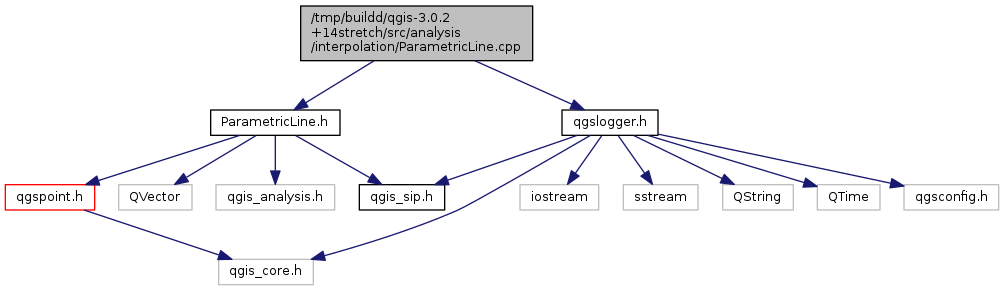 /tmp/buildd/qgis-3.0.2
+14stretch/src/analysis
/interpolation/ParametricLine.cpp
ParametricLine.h
qgslogger.h
qgspoint.h
QVector
qgis_analysis.h
qgis_sip.h
iostream
sstream
QString
QTime
qgsconfig.h
qgis_core.h